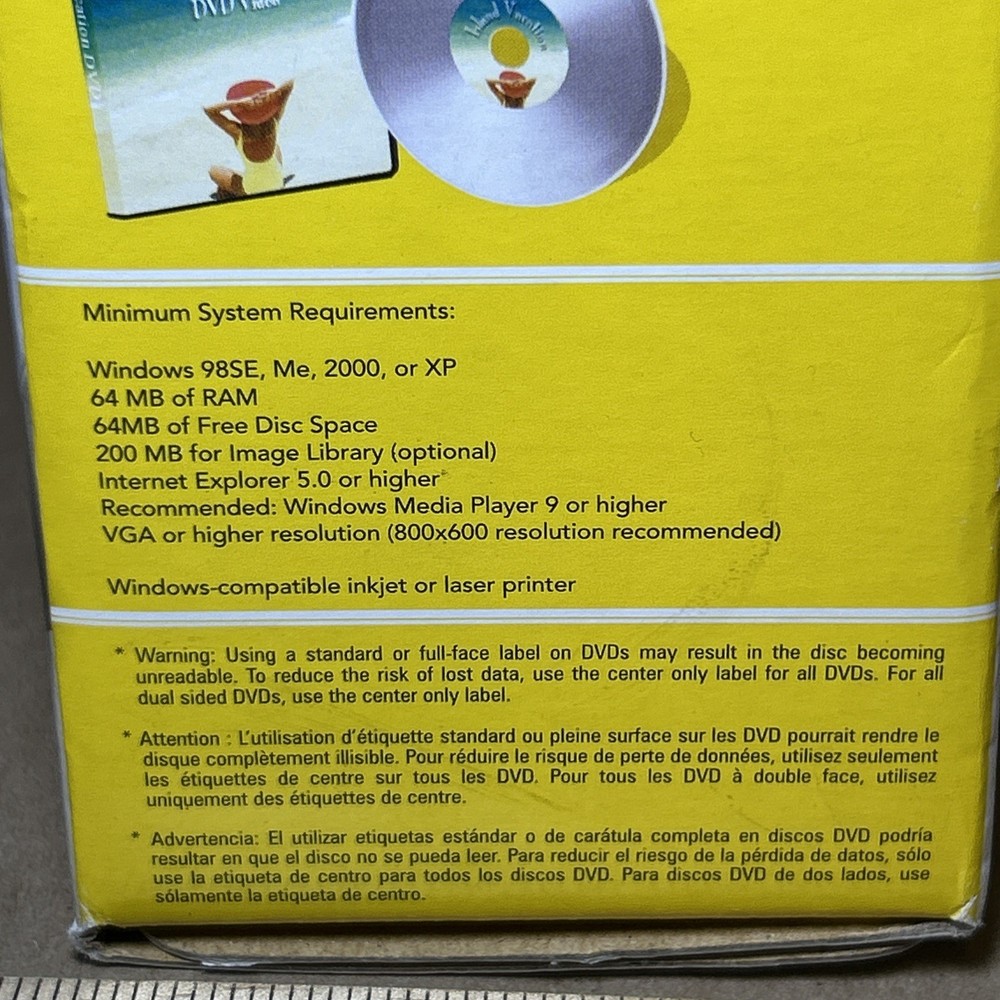 DVD Video
Island Vacation
Minimum System Requirements:
Windows 98SE, Me, 2000, or XP
64 MB of RAM
64MB of Free Disc Space
200 MB for Image Library (optional)
Internet Explorer 5.0 or higher
Recommended: Windows Media Player 9 or higher
VGA or higher resolution (800x600 resolution recommended)
Windows-compatible inkjet or laser printer
* Warning: Using a standard or full-face label on DVDs may result in the disc becoming
unreadable. To reduce the risk of lost data, use the center only label for all DVDs. For all
dual sided DVDs, use the center only label.
* Attention : L'utilisation d'étiquette standard ou pleine surface sur les DVD pourrait rendre le
disque complètement illisible. Pour réduire le risque de perte de données, utilisez seulement
les étiquettes de centre sur tous les DVD. Pour tous les DVD à double face, utilisez
uniquement des étiquettes de centre.
* Advertencia: El utilizar etiquetas estándar o de carátula completa en discos DVD podría
resultar en que el disco no se pueda leer. Para reducir el riesgo de la pérdida de datos, sólo
use la etiqueta de centro para todos los discos DVD. Para discos DVD de dos lados, use
sólamente la etiqueta de centro.